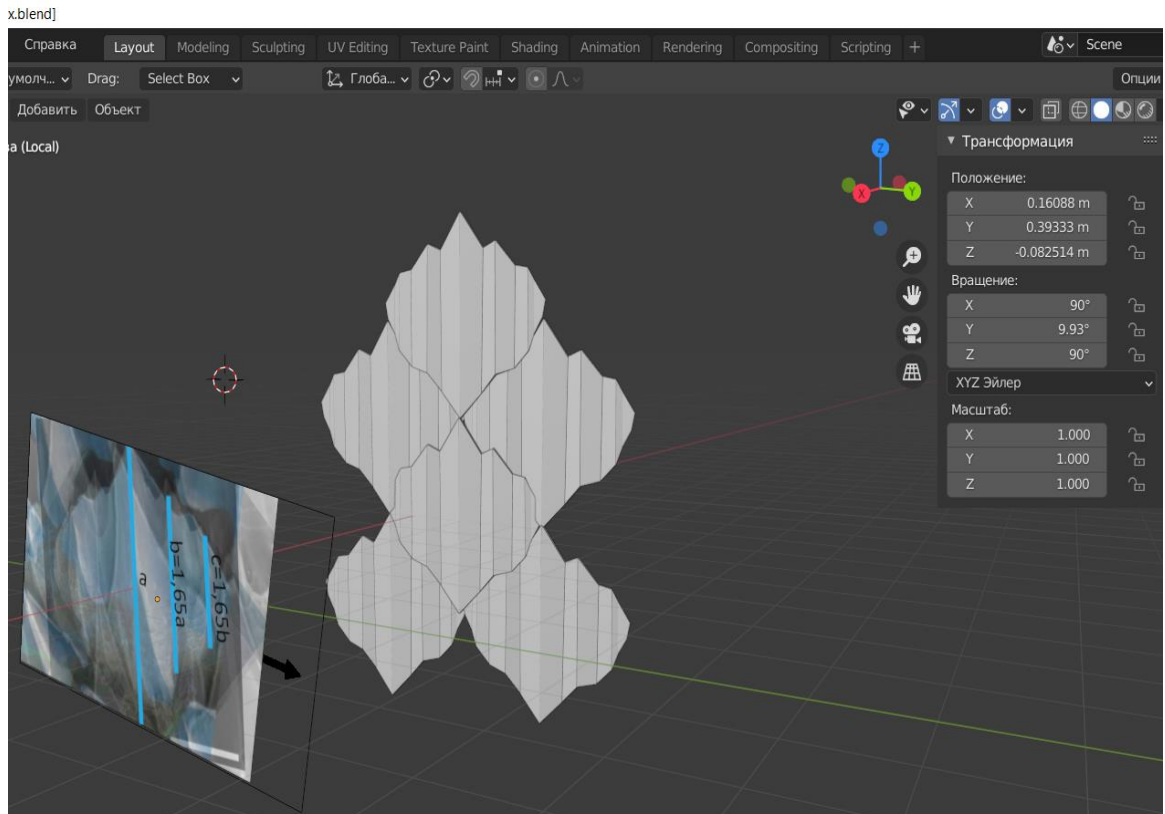 x.blend]
Справка Layout Modeling Sculpting UV Editing Texture Paint Shading Animation Rendering Compositing Scripting + Scene
умолч... Drag: Select Box Глоба... Опции
Добавить Объект
за (Local)
Z
X
Y
Трансформация
Положение:
X 0.16088 m
Y 0.39333 m
Z -0.082514 m
Вращение:
X 90°
Y 9.93°
Z 90°
XYZ Эйлер
Масштаб:
X 1.000
Y 1.000
Z 1.000
a
b=1,65a
c=1,65b